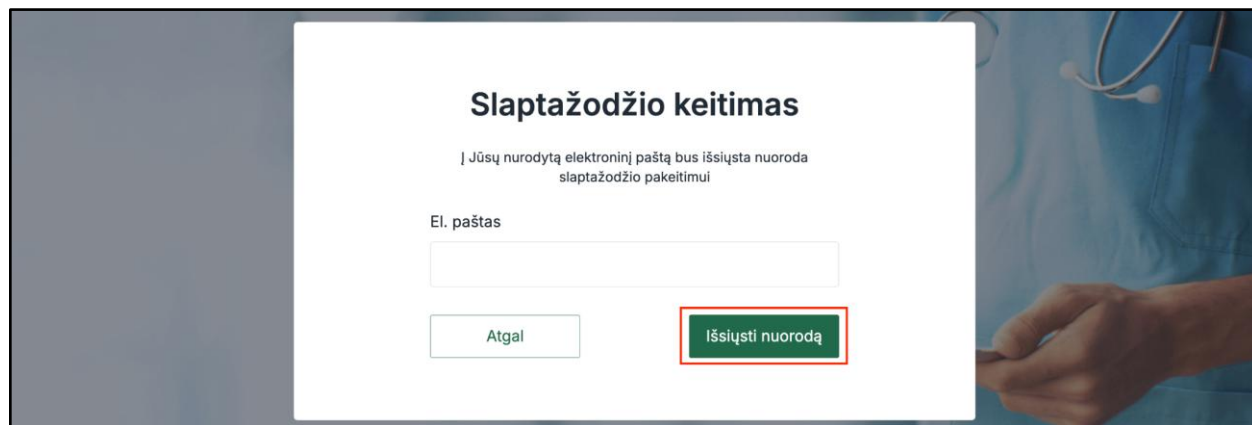 Slaptažodžio keitimas
Į Jūsų nurodytą elektroninį paštą bus išsiųsta nuoroda
slaptažodžio pakeitimui
El. paštas
Atgal
Išsiųsti nuorodą